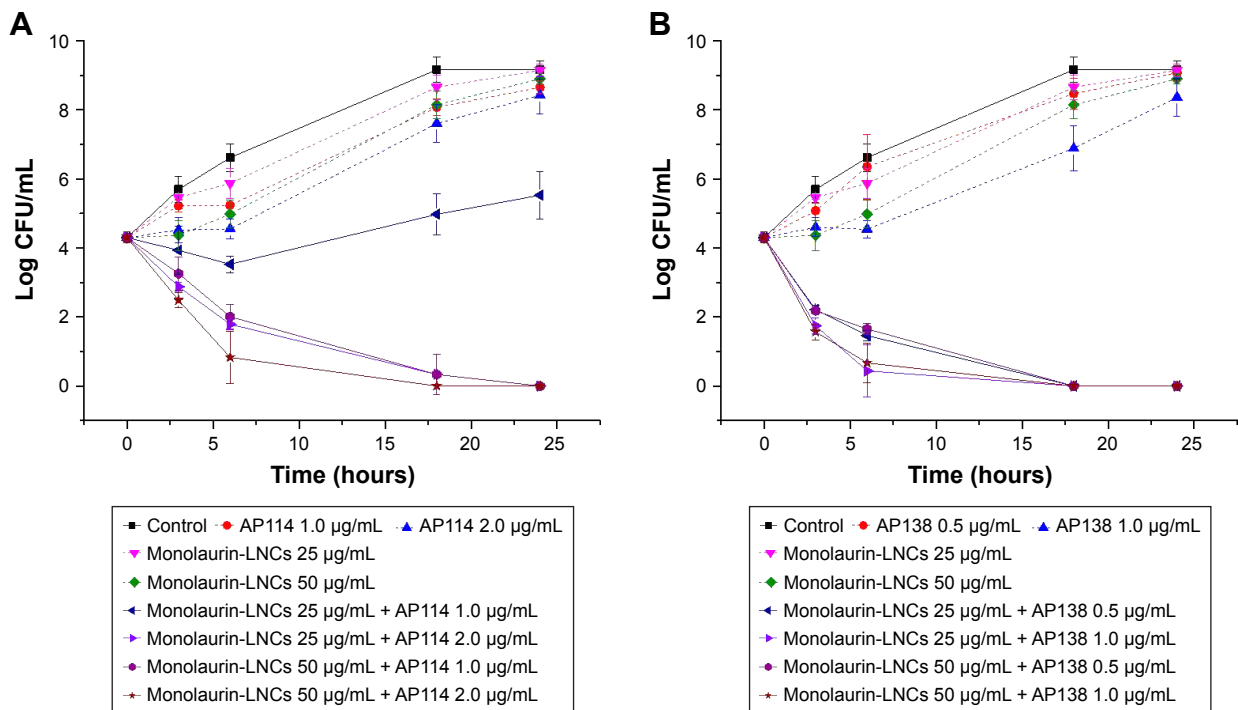 A
10
8
6
4
2
0
Log CFU/mL
0 5 10 15 20 25
Time (hours)
Control AP114 1.0 µg/mL AP114 2.0 µg/mL
Monolaurin-LNCs 25 µg/mL
Monolaurin-LNCs 50 µg/mL
Monolaurin-LNCs 25 µg/mL + AP114 1.0 µg/mL
Monolaurin-LNCs 25 µg/mL + AP114 2.0 µg/mL
Monolaurin-LNCs 50 µg/mL + AP114 1.0 µg/mL
Monolaurin-LNCs 50 µg/mL + AP114 2.0 µg/mL
B
10
8
6
4
2
0
Log CFU/mL
0 5 10 15 20 25
Time (hours)
Control AP138 0.5 µg/mL AP138 1.0 µg/mL
Monolaurin-LNCs 25 µg/mL
Monolaurin-LNCs 50 µg/mL
Monolaurin-LNCs 25 µg/mL + AP138 0.5 µg/mL
Monolaurin-LNCs 25 µg/mL + AP138 1.0 µg/mL
Monolaurin-LNCs 50 µg/mL + AP138 0.5 µg/mL
Monolaurin-LNCs 50 µg/mL + AP138 1.0 µg/mL